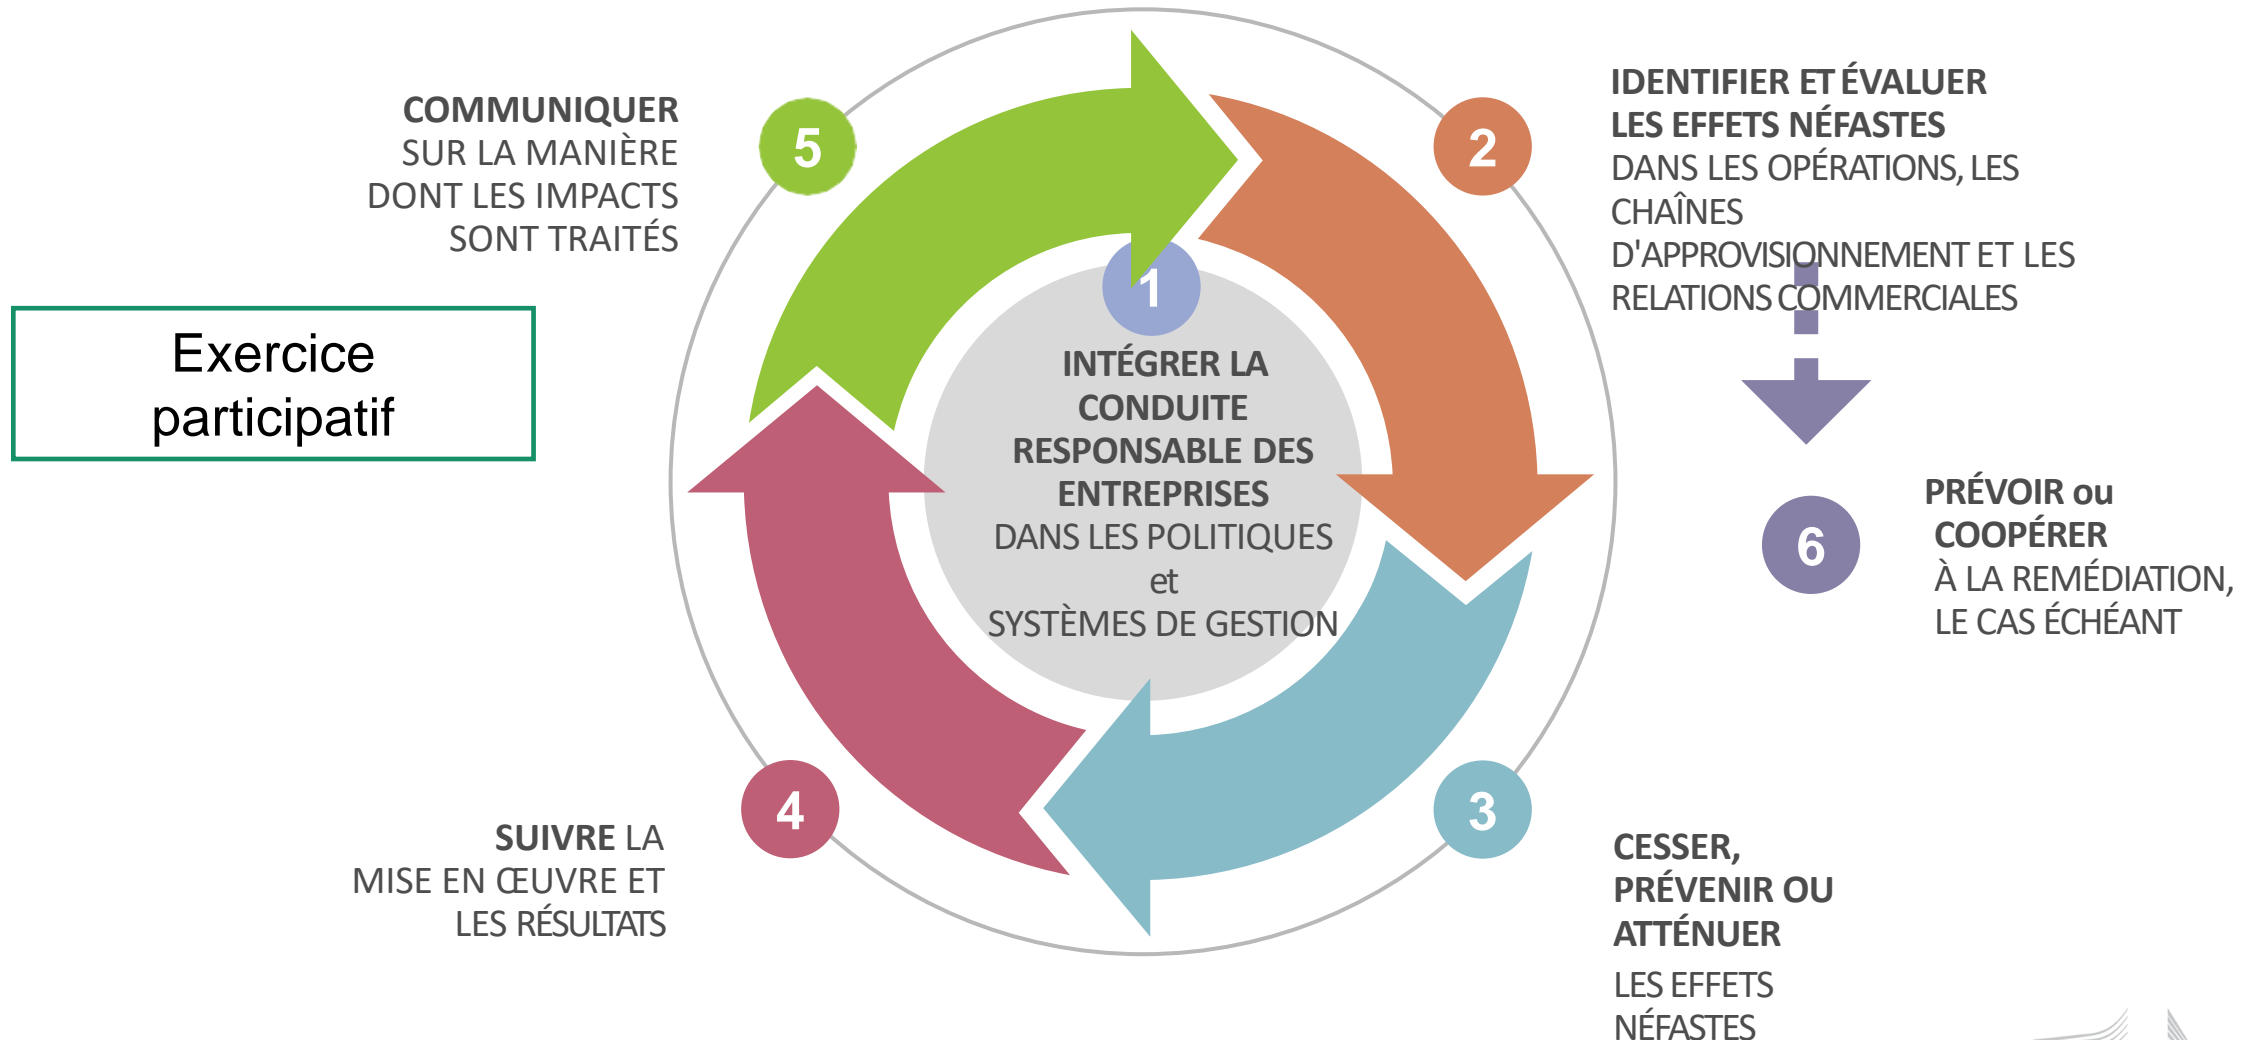 COMMUNIQUER
SUR LA MANIÈRE
DONT LES IMPACTS
SONT TRAITÉS
5
2
IDENTIFIER ET ÉVALUER
LES EFFETS NÉFASTES
DANS LES OPÉRATIONS, LES
CHAÎNES
D'APPROVISIONNEMENT ET LES
RELATIONS COMMERCIALES
Exercice
participatif
1
INTÉGRER LA
CONDUITE
RESPONSABLE DES
ENTREPRISES
DANS LES POLITIQUES
et
SYSTÈMES DE GESTION
6
PRÉVOIR ou
COOPÉRER
À LA REMÉDIATION,
LE CAS ÉCHÉANT
4
SUIVRE LA
MISE EN ŒUVRE ET
LES RÉSULTATS
3
CESSER,
PRÉVENIR OU
ATTÉNUER
LES EFFETS
NÉFASTES